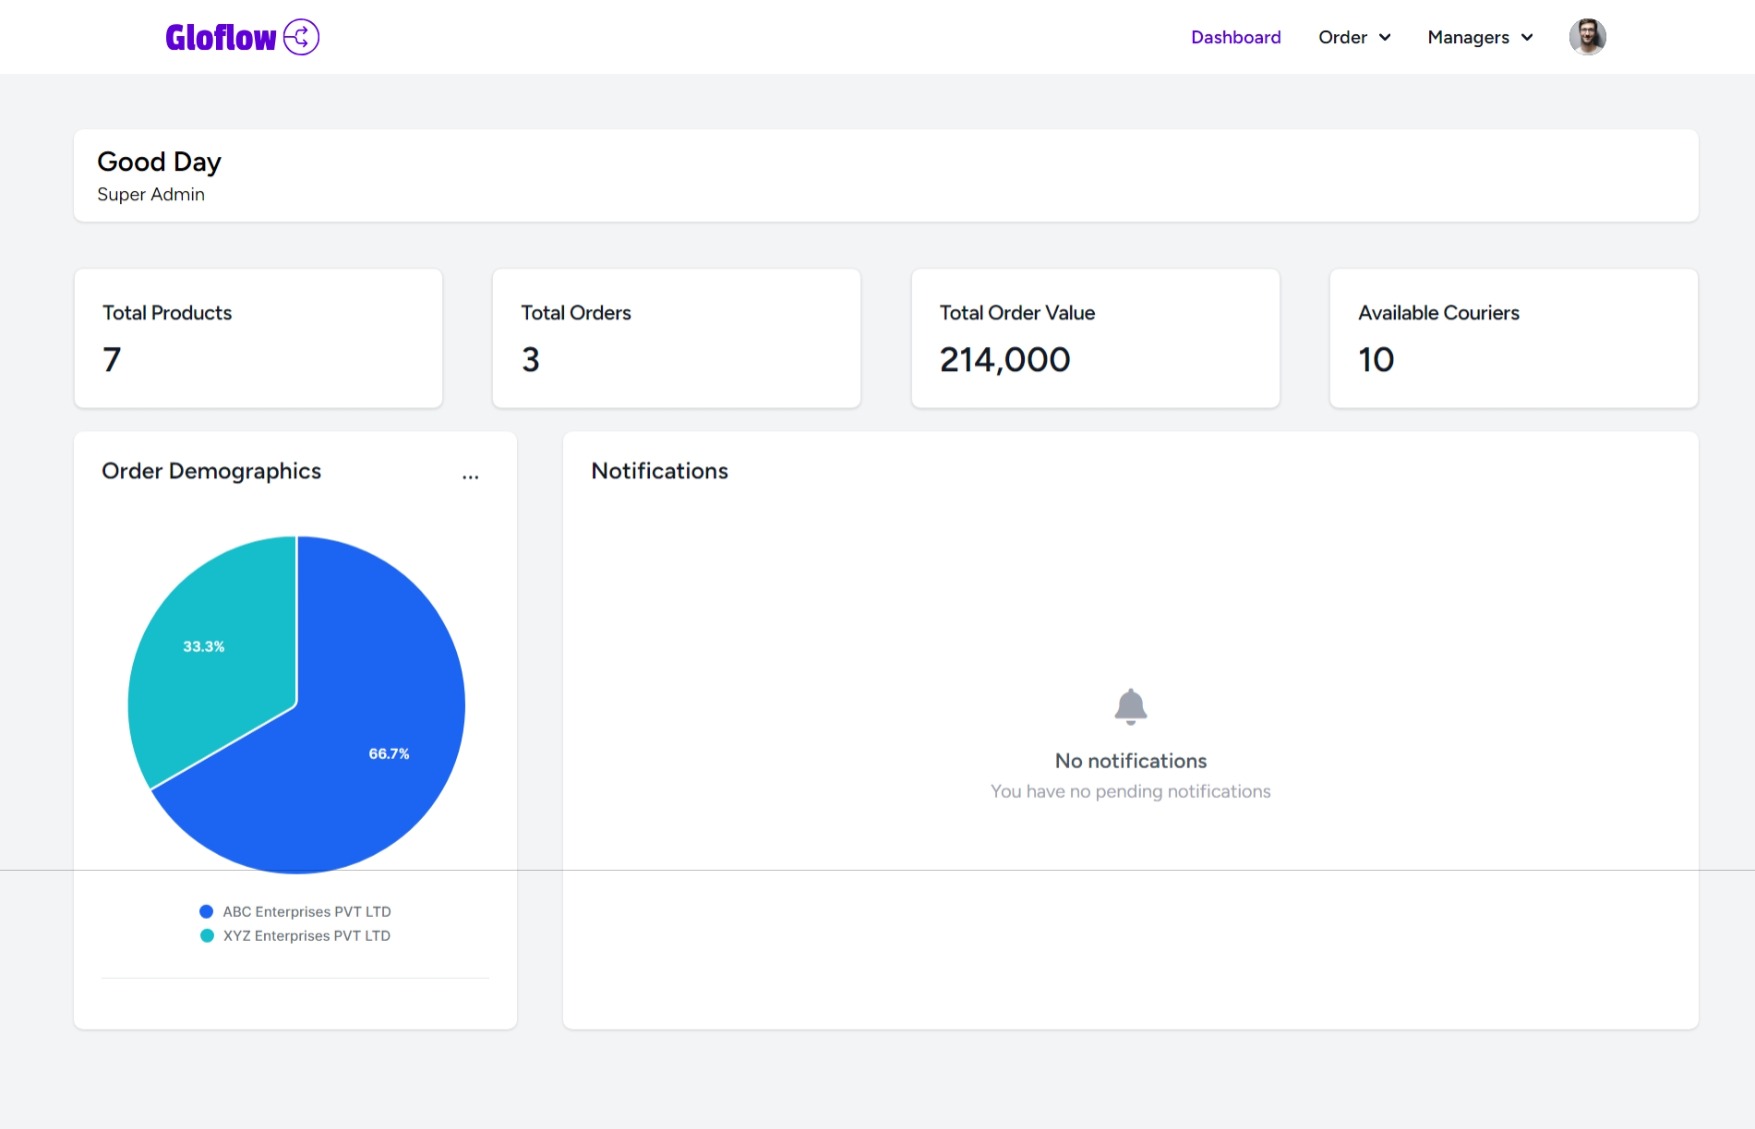 Gloflow
Dashboard
Order
Managers
Good Day
Super Admin
Total Products
7
Total Orders
3
Total Order Value
214,000
Available Couriers
10
Order Demographics
...
33.3%
66.7%
ABC Enterprises PVT LTD
XYZ Enterprises PVT LTD
Notifications
No notifications
You have no pending notifications